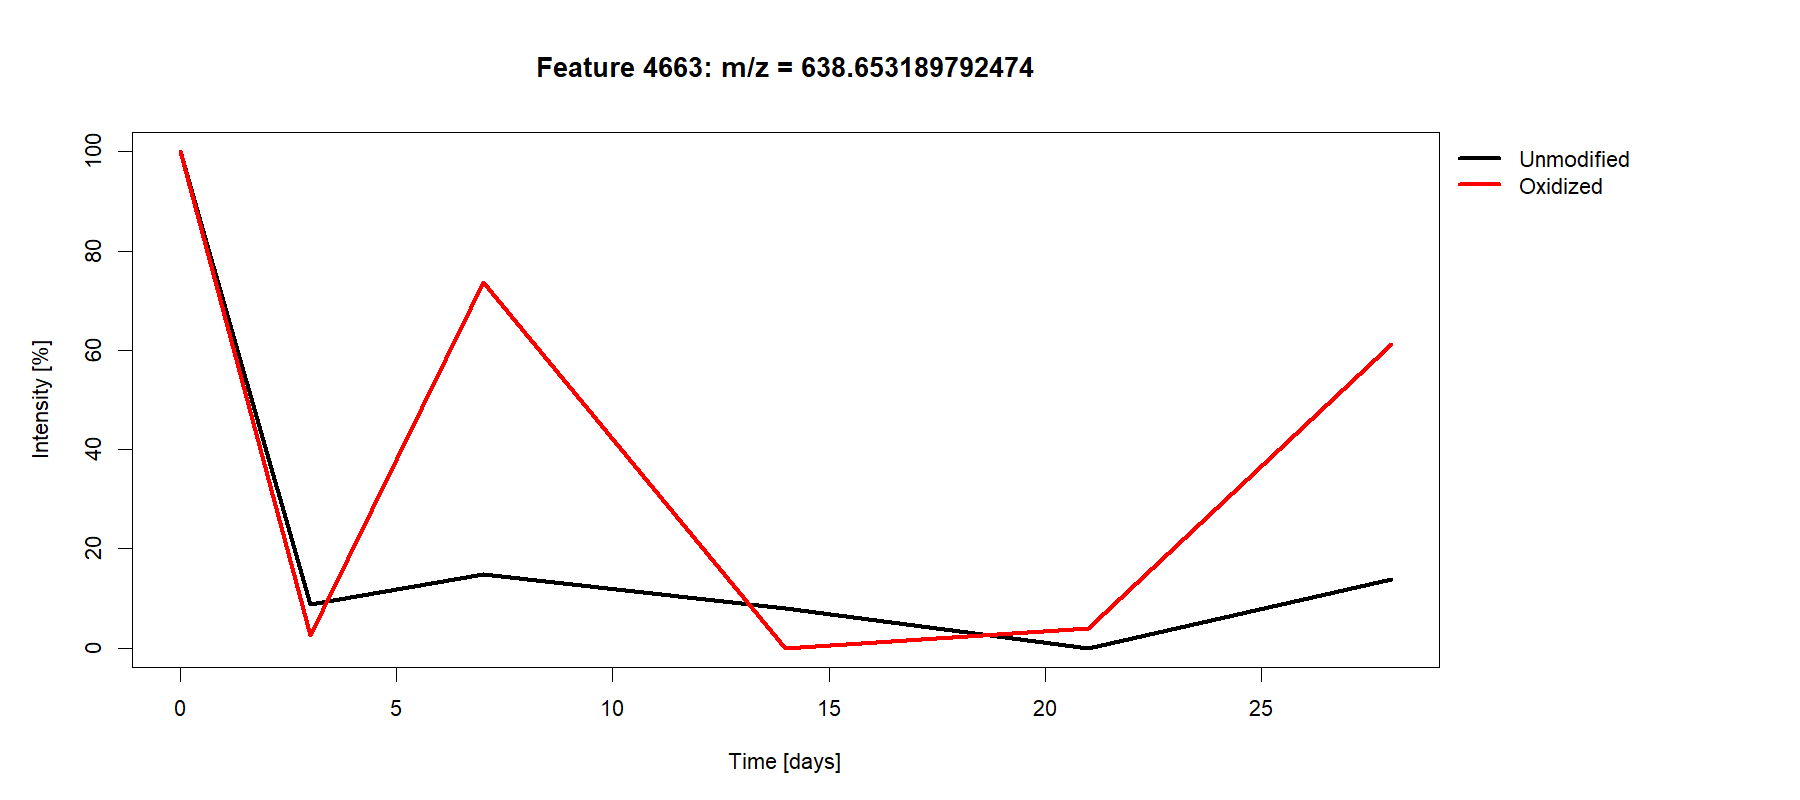 Feature 4663: m/z = 638.653189792474
Unmodified
Oxidized
Intensity [%]
100
80
60
40
20
0
0 5 10 15 20 25
Time [days]